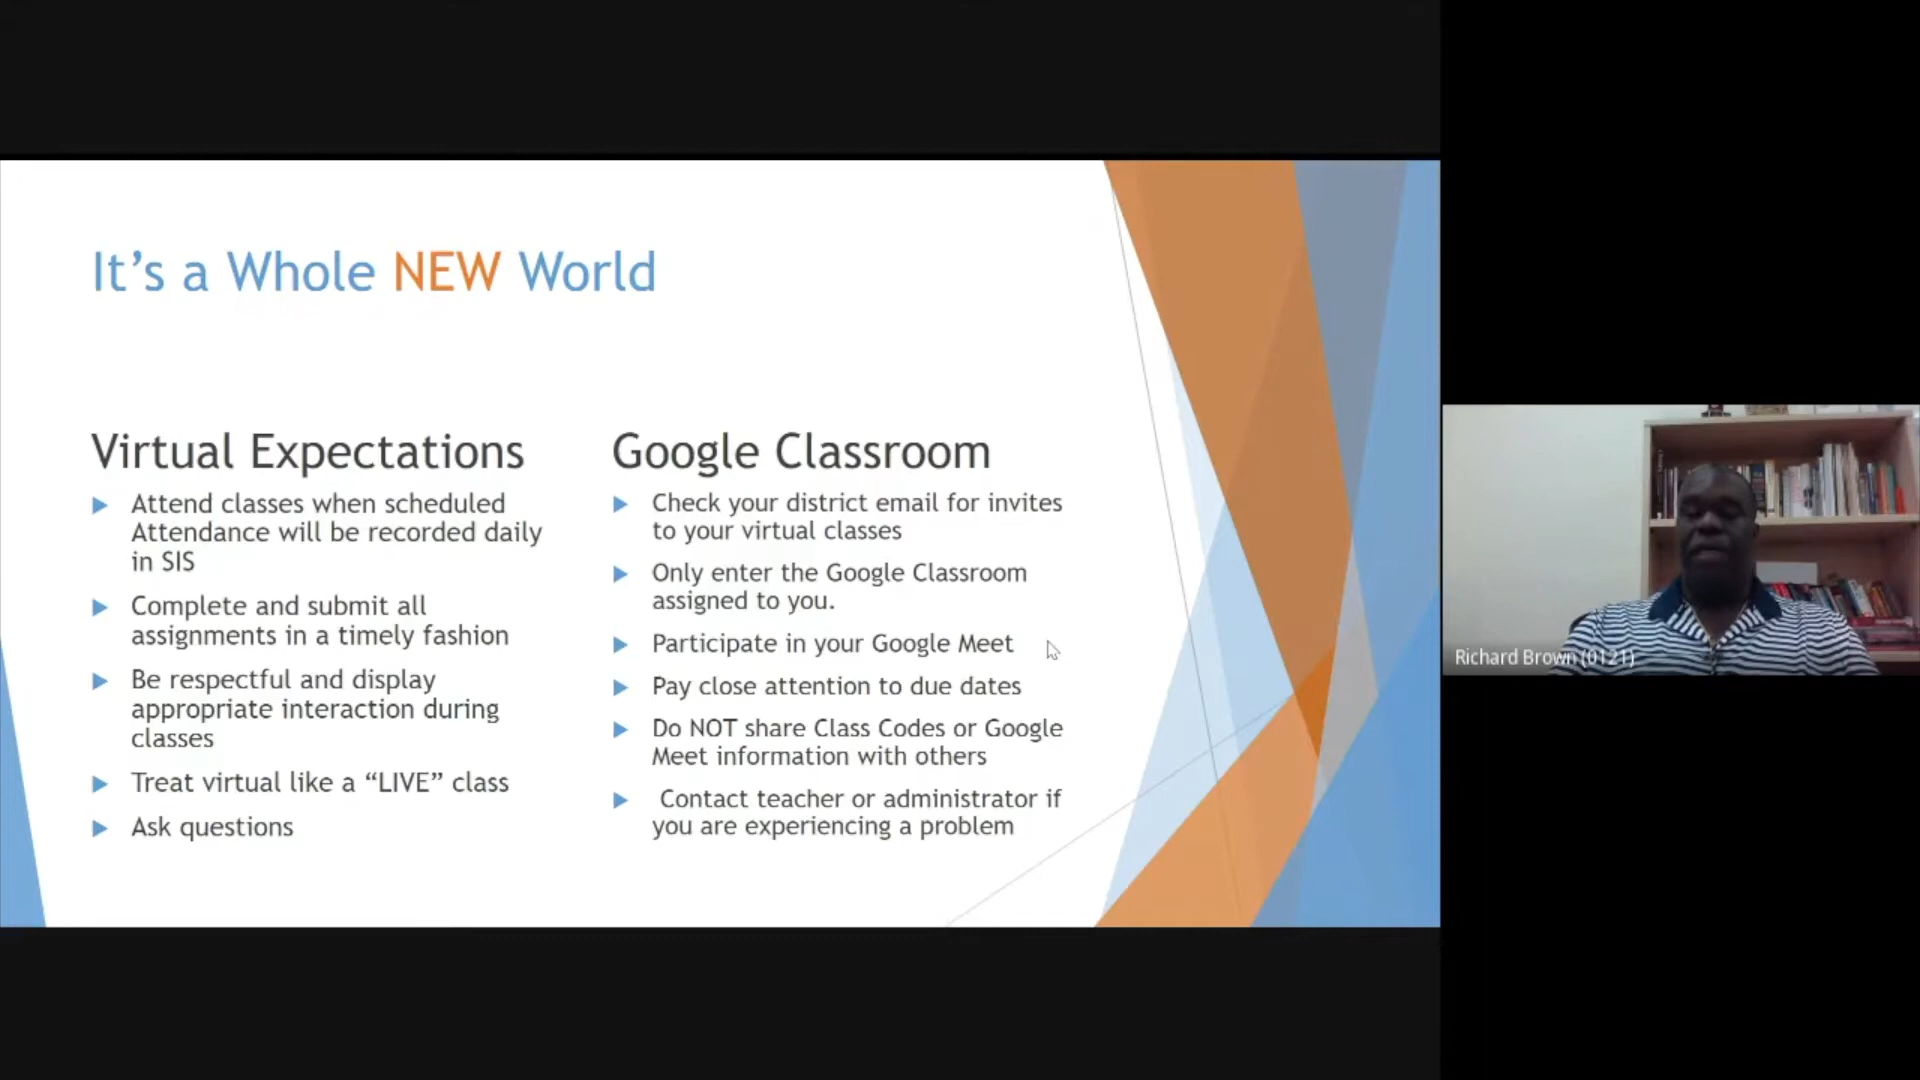 It’s a Whole NEW World
Virtual Expectations
Attend classes when scheduled
Attendance will be recorded daily
in SIS
Complete and submit all
assignments in a timely fashion
Be respectful and display
appropriate interaction during
classes
Treat virtual like a “LIVE” class
Ask questions
Google Classroom
Check your district email for invites
to your virtual classes
Only enter the Google Classroom
assigned to you.
Participate in your Google Meet
Pay close attention to due dates
Do NOT share Class Codes or Google
Meet information with others
Contact teacher or administrator if
you are experiencing a problem
Richard Brown (0121)